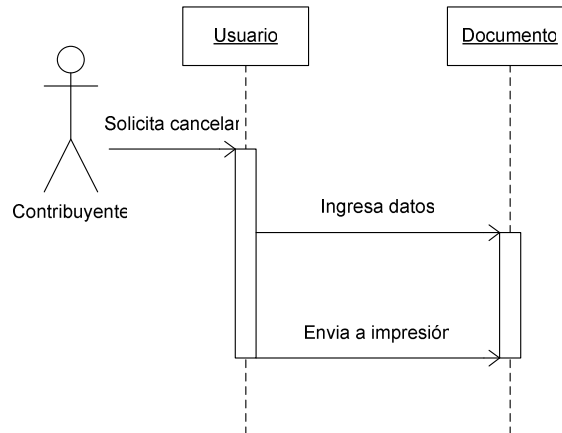 Usuario
Documento
Solicita cancelar
Contribuyente
Ingresa datos
Envia a impresión